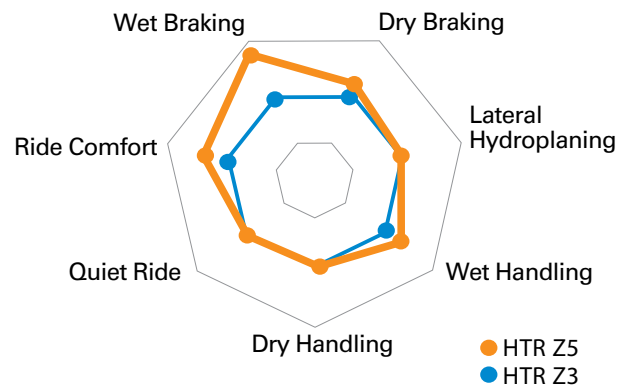 Wet Braking
Dry Braking
Lateral
Hydroplaning
Ride Comfort
Quiet Ride
Wet Handling
Dry Handling
HTR Z5
HTR Z3